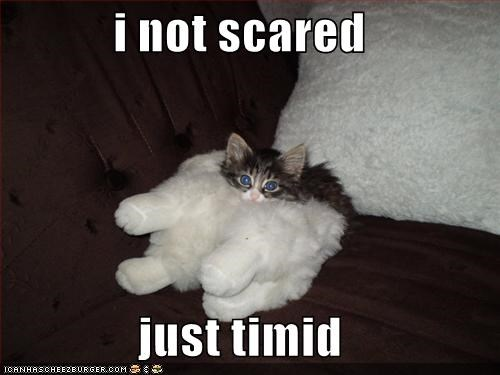 i not scared
just timid
ICANHASCHEEZBURGER.COM